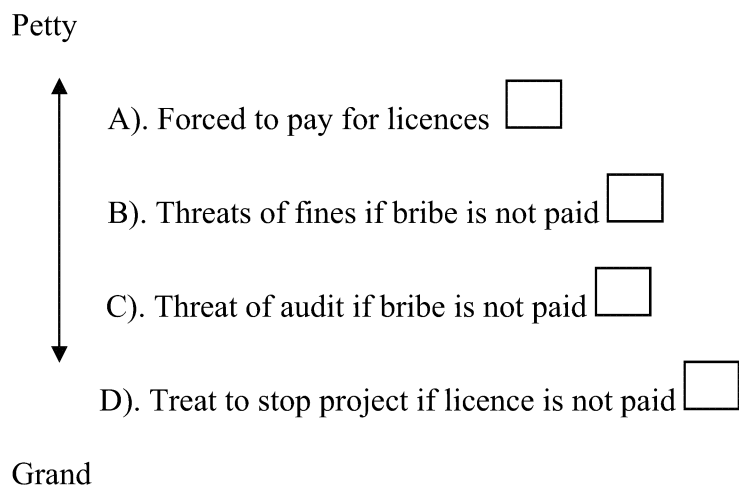 Petty
A). Forced to pay for licences
B). Threats of fines if bribe is not paid
C). Threat of audit if bribe is not paid
D). Treat to stop project if licence is not paid
Grand